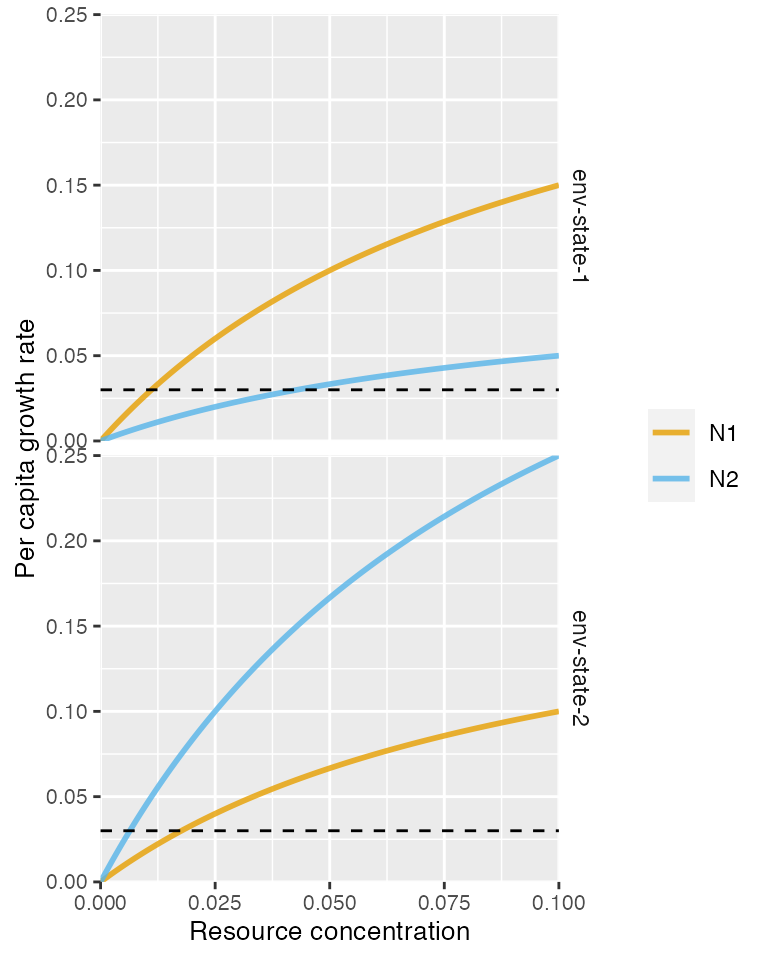 0.25
0.20
0.15
0.10
0.05
0.00
env-state-1
Per capita growth rate
0.25
0.20
0.15
0.10
0.05
0.00
env-state-2
0.000 0.025 0.050 0.075 0.100
Resource concentration
N1
N2